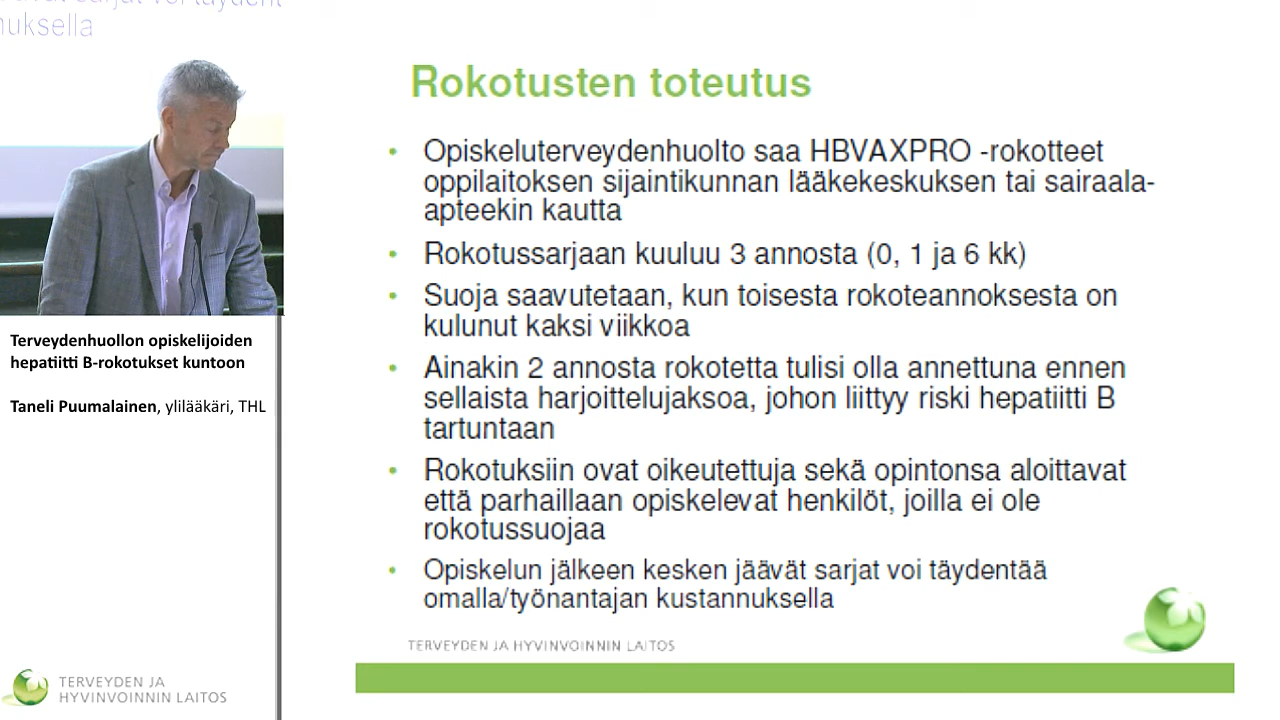 nuksella
Rokotusten toteutus
Opiskeluterveydenhuolto saa HBVAXPRO -rokotteet
oppilaitoksen sijaintikunnan lääkekeskuksen tai sairaala-
apteekin kautta
Rokotussarjaan kuuluu 3 annosta (0, 1 ja 6 kk)
Suoja saavutetaan, kun toisesta rokoteannoksesta on
kulunut kaksi viikkoa
Ainakin 2 annosta rokotetta tulisi olla annettuna ennen
sellaista harjoittelujaksoa, johon liittyy riski hepatiitti B
tartuntaan
Rokotuksiin ovat oikeutettuja sekä opintonsa aloittavat
että parhaillaan opiskelevat henkilöt, joilla ei ole
rokotussuojaa
Opiskelun jälkeen kesken jäävät sarjat voi täydentää
omalla/työnantajan kustannuksella
TERVEYDEN JA HYVINVOINNIN LAITOS
Terveydenhuollon opiskelijoiden
hepatiitti B-rokotukset kuntoon
Taneli Puumalainen, ylilääkäri, THL
TERVEYDEN JA
HYVINVOINNIN LAITOS